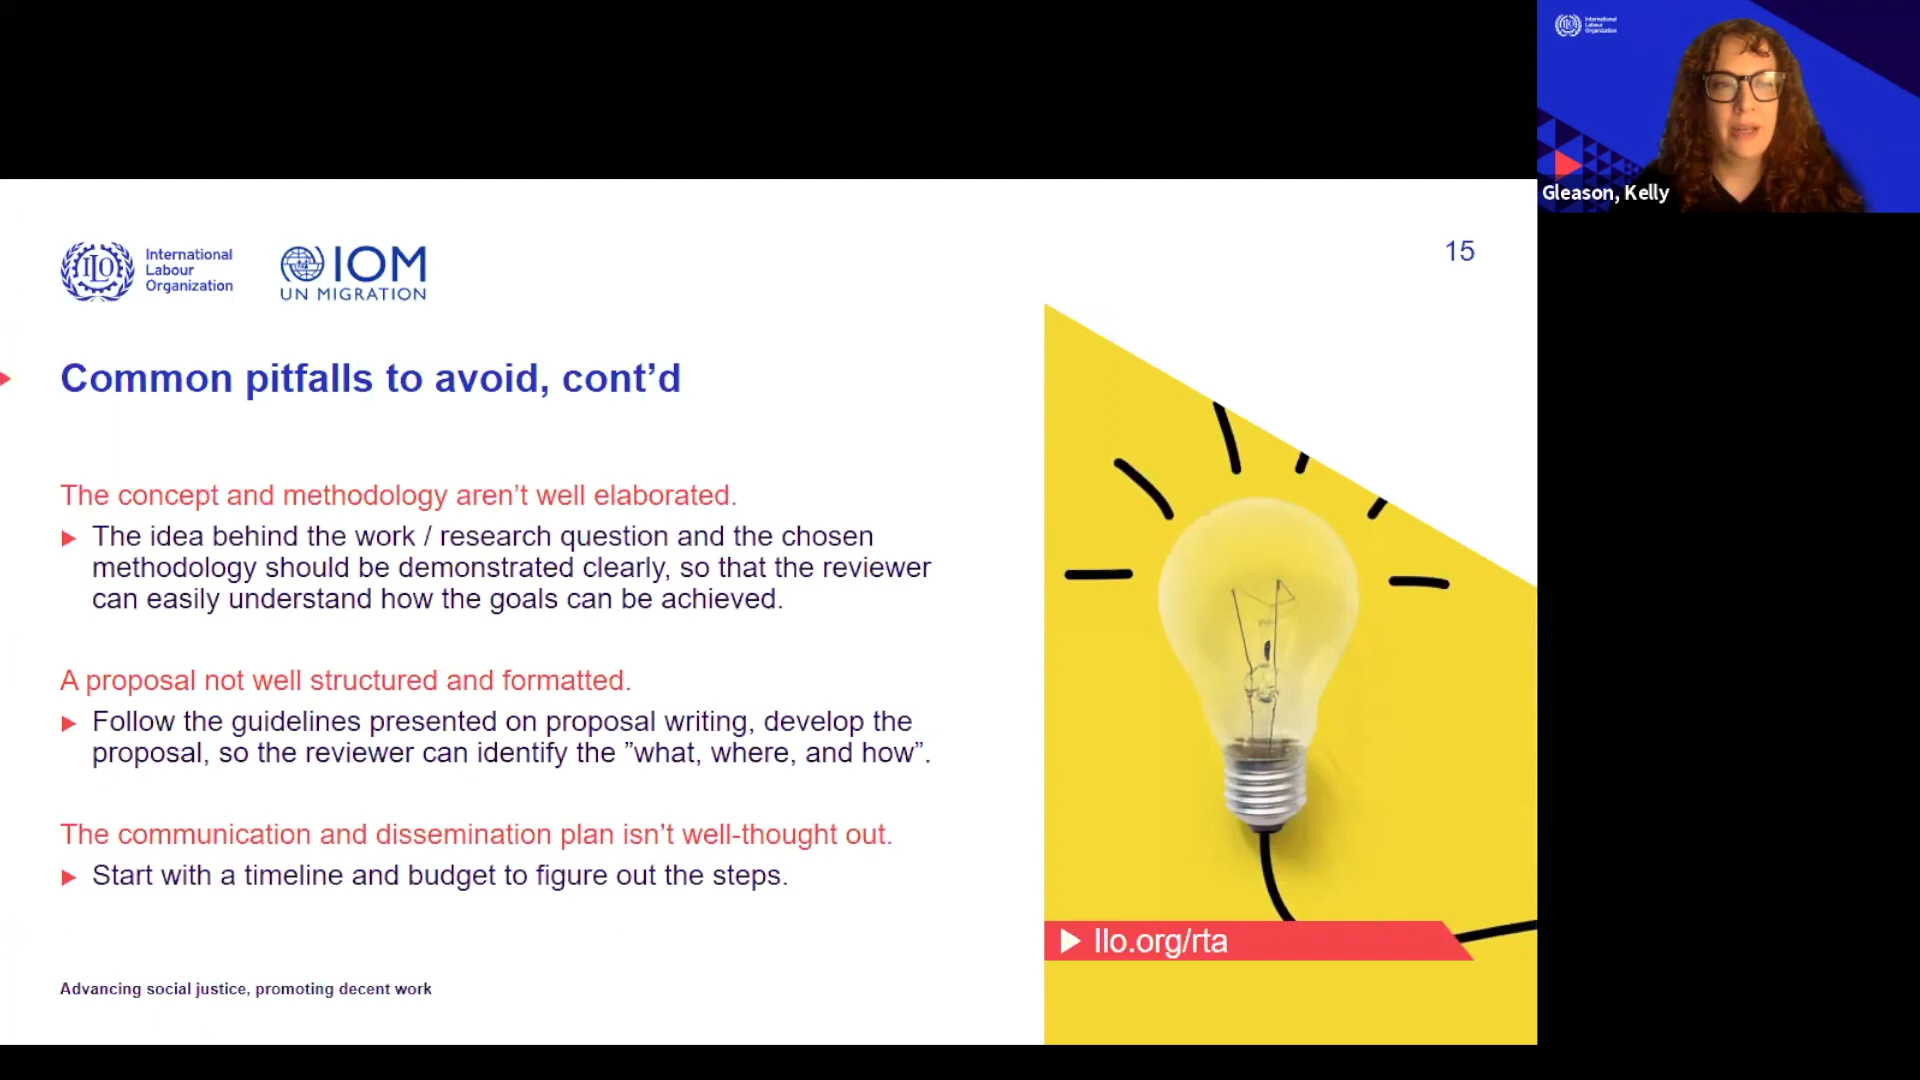 International
Labour
Organization
Gleason, Kelly
ILO
International
Labour
Organization
IOM
UN MIGRATION
15
Common pitfalls to avoid, cont’d
The concept and methodology aren’t well elaborated.
The idea behind the work / research question and the chosen
methodology should be demonstrated clearly, so that the reviewer
can easily understand how the goals can be achieved.
A proposal not well structured and formatted.
Follow the guidelines presented on proposal writing, develop the
proposal, so the reviewer can identify the ”what, where, and how”.
The communication and dissemination plan isn’t well-thought out.
Start with a timeline and budget to figure out the steps.
Ilo.org/rta
Advancing social justice, promoting decent work